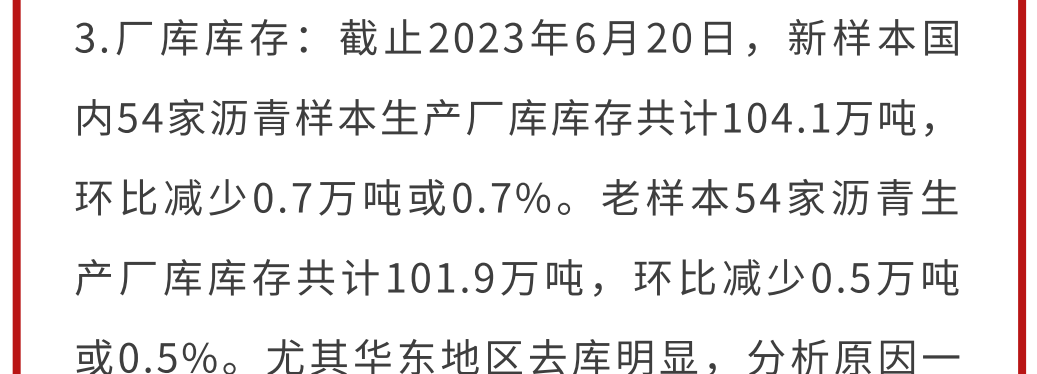 3.厂库库存：截止2023年6月20日，新样本国
内54家沥青样本生产厂库库存共计104.1万吨，
环比减少0.7万吨或0.7%。老样本54家沥青生
产厂库库存共计101.9万吨，环比减少0.5万吨
或0.5%。尤其华东地区去库明显，分析原因一